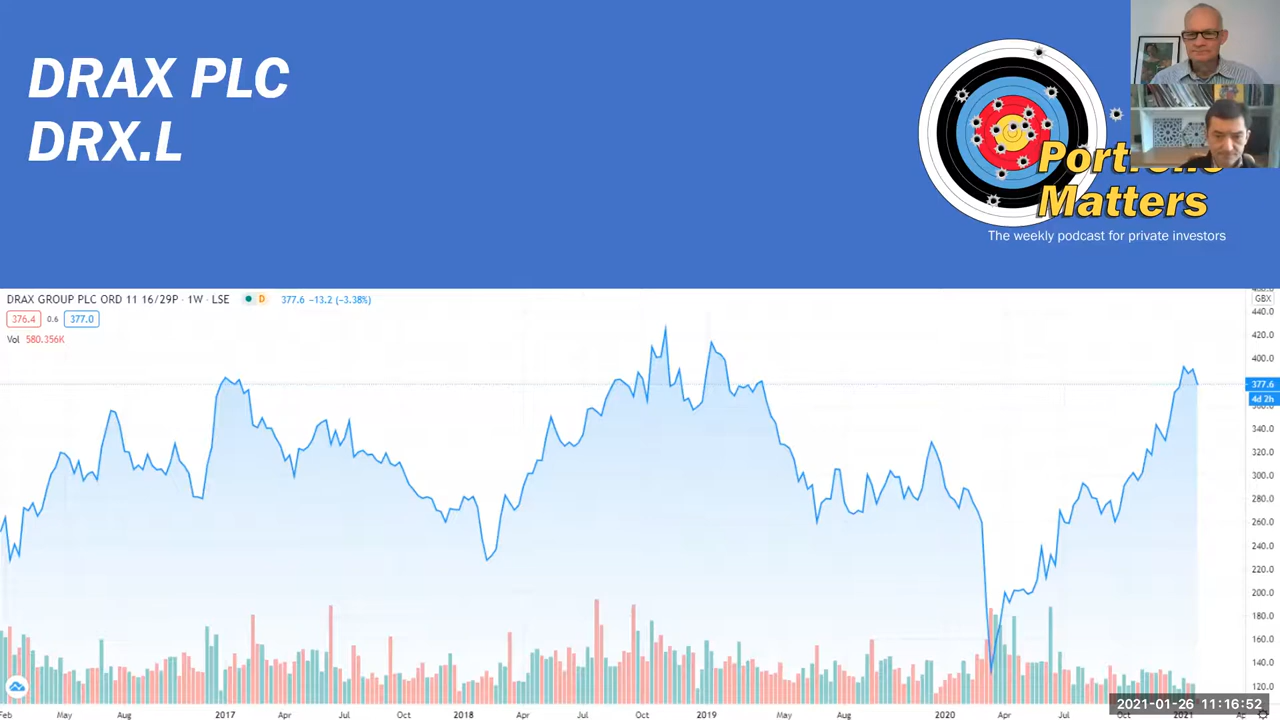 DRAX PLC
DRX.L
Matters
The weekly podcast for private investors
DRAX GROUP PLC ORD 11 16/29P · 1W · LSE D 377.6 −13.2 (−3.38%)
GBX
376.4 0.6 377.0
Vol 580.356K
440.0
420.0
400.0
377.6
4d 2h
340.0
320.0
300.0
280.0
260.0
240.0
220.0
200.0
180.0
160.0
140.0
120.0
2021-01-26 11:16:52
Feb May Aug 2017 Apr Jul Oct 2018 Apr Jul Oct 2019 May Aug 2020 Apr Jul Oct 2021